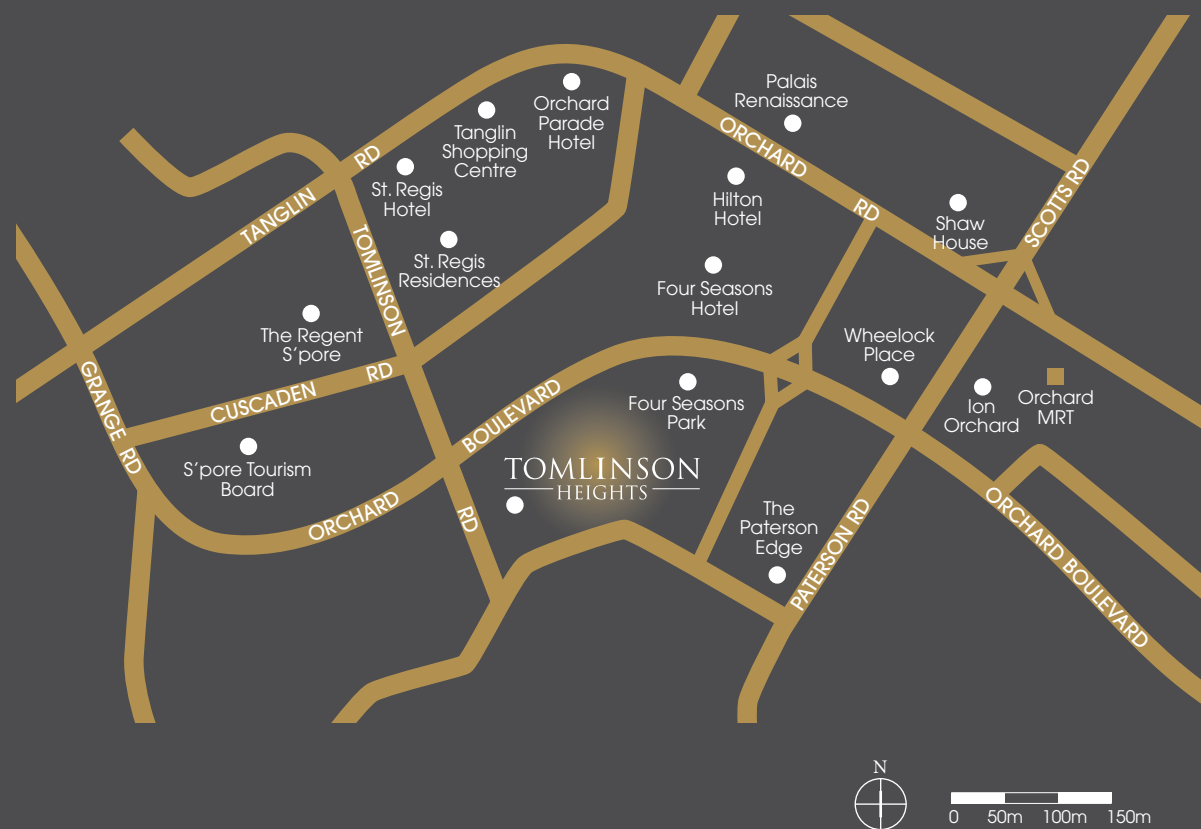 Palais
Renaissance
Orchard
Parade
Hotel
Tanglin
Shopping
Centre
ORCHARD
RD
RD
St. Regis
Hotel
Hilton
Hotel
SCOTTS RD
Shaw
House
TANGLIN
TOMLINSON
St. Regis
Residences
Four Seasons
Hotel
The Regent
S'pore
Wheelock
Place
GRANGE RD
CUSCADEN
RD
BOULEVARD
Four Seasons
Park
Ion
Orchard
Orchard
MRT
S'pore Tourism
Board
TOMLINSON
HEIGHTS
ORCHARD
RD
The
Paterson
Edge
PATERSON RD
ORCHARD BOULEVARD
N
0 50m 100m 150m